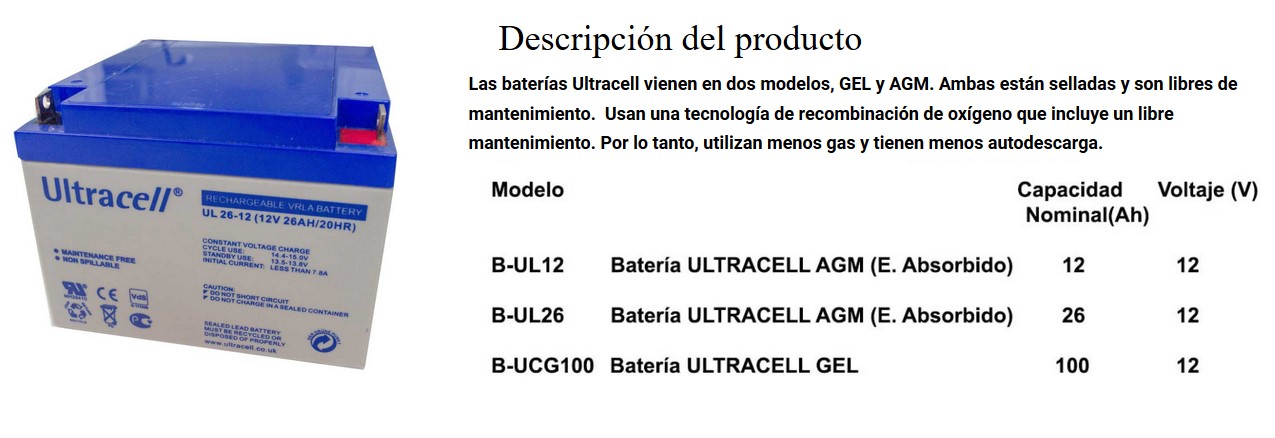 Descripción del producto
Las baterías Ultracell vienen en dos modelos, GEL y AGM. Ambas están selladas y son libres de
mantenimiento.  Usan una tecnología de recombinación de oxígeno que incluye un libre
mantenimiento. Por lo tanto, utilizan menos gas y tienen menos autodescarga.
Modelo Capacidad Voltaje (V)
Nominal(Ah)
B-UL12 Batería ULTRACELL AGM (E. Absorbido) 12 12
B-UL26 Batería ULTRACELL AGM (E. Absorbido) 26 12
B-UCG100 Batería ULTRACELL GEL 100 12
Ultracell®
RECHARGEABLE VRLA BATTERY
UL 26-12 (12V 26AH/20HR)
CONSTANT VOLTAGE CHARGE
CYCLE USE: 14.4-15.0V
STANDBY USE: 13.5-13.8V
INITIAL CURRENT: LESS THAN 7.8A
MAINTENANCE FREE
NON SPILLABLE
CAUTION:
DO NOT SHORT CIRCUIT
DO NOT CHARGE IN A SEALED CONTAINER
CE
VdS
SEALED LEAD BATTERY
MUST BE RECYCLED OR
DISPOSED OF PROPERLY
www.ultracell.co.uk